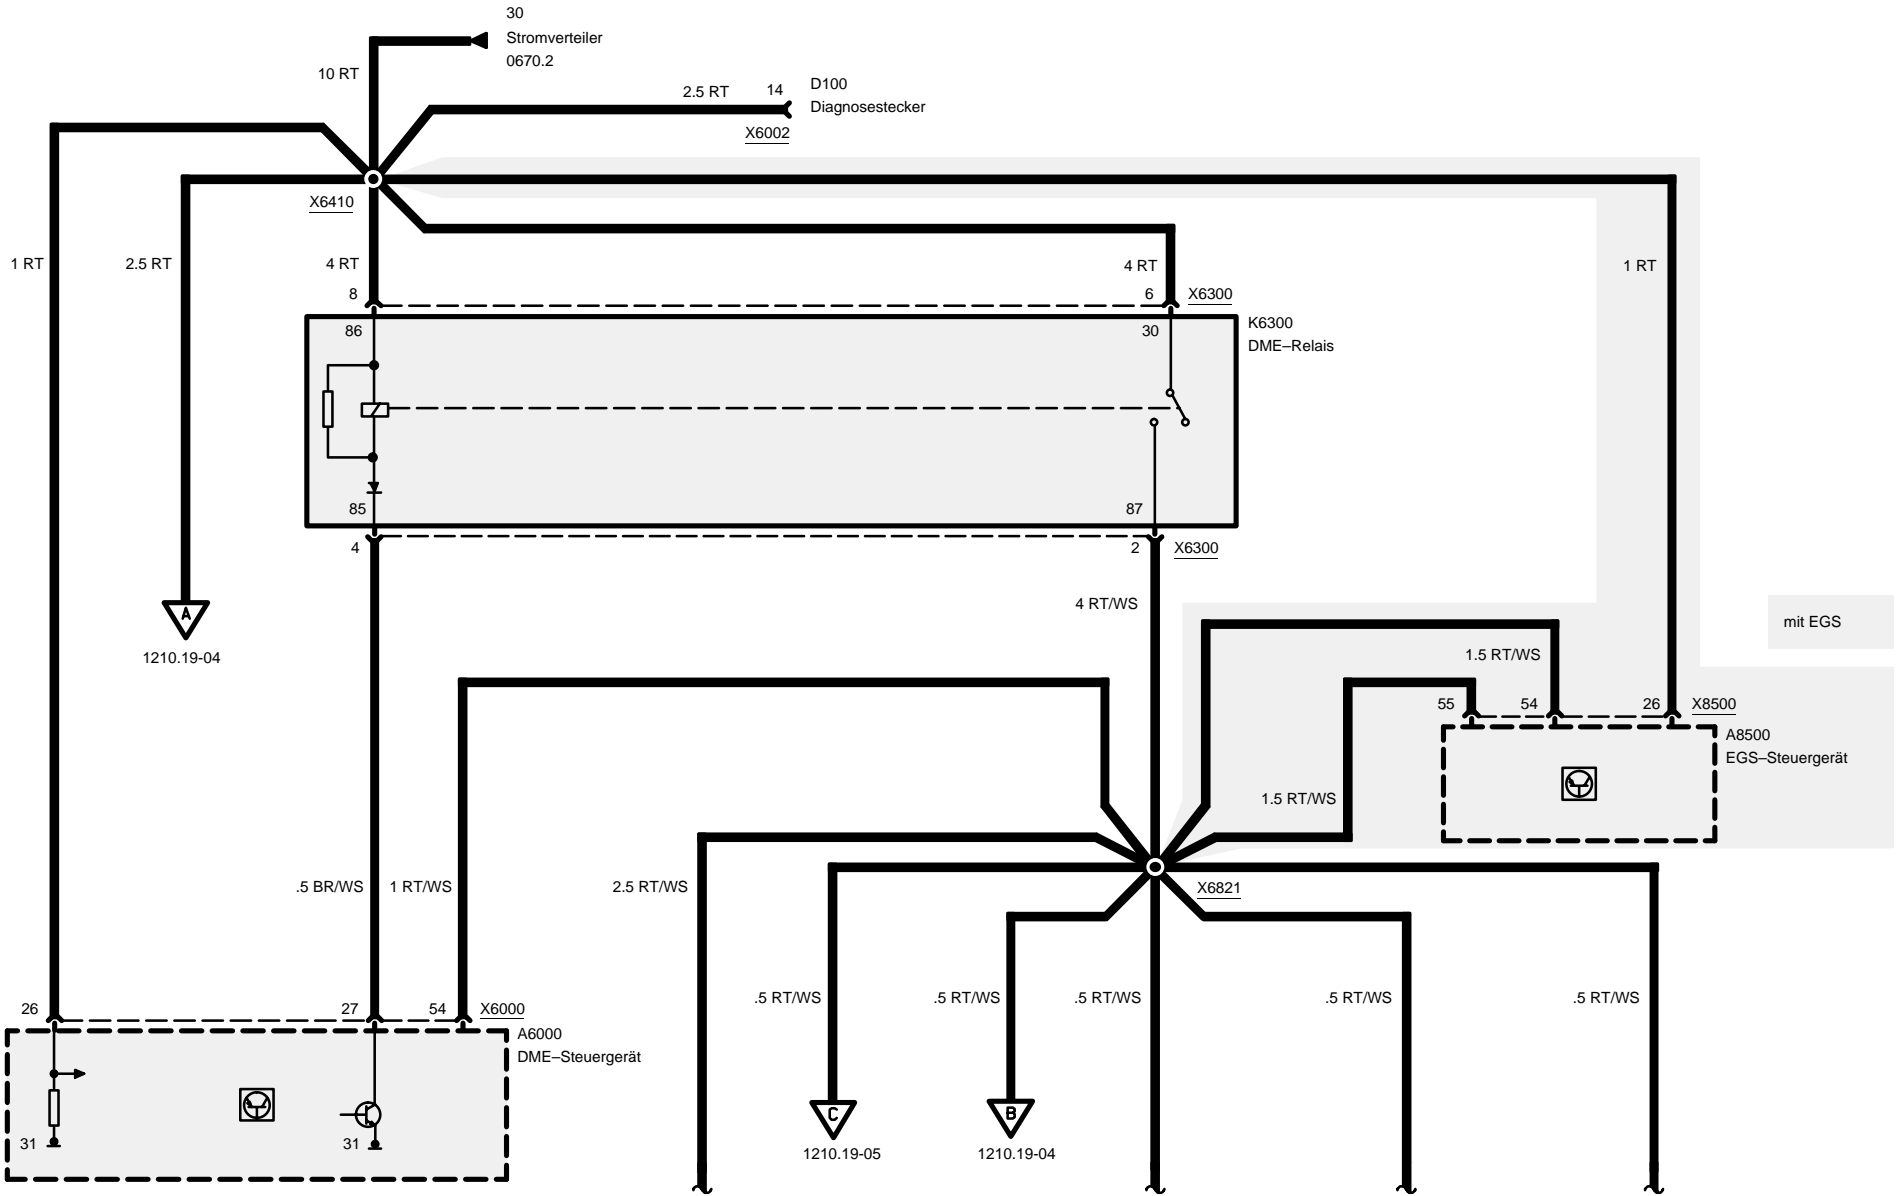 30
Stromverteiler
0670.2
10 RT
2.5 RT
14
D100
Diagnosestecker
X6002
X6410
1 RT
2.5 RT
4 RT
4 RT
1 RT
8
6
X6300
86
30
K6300
DME–Relais
85
87
4
2
X6300
4 RT/WS
A
1210.19-04
mit EGS
1.5 RT/WS
55
54
26
X8500
A8500
EGS–Steuergerät
1.5 RT/WS
.5 BR/WS
1 RT/WS
2.5 RT/WS
X6821
.5 RT/WS
.5 RT/WS
.5 RT/WS
.5 RT/WS
.5 RT/WS
26
27
54
X6000
A6000
DME–Steuergerät
31
31
C
B
1210.19-05
1210.19-04